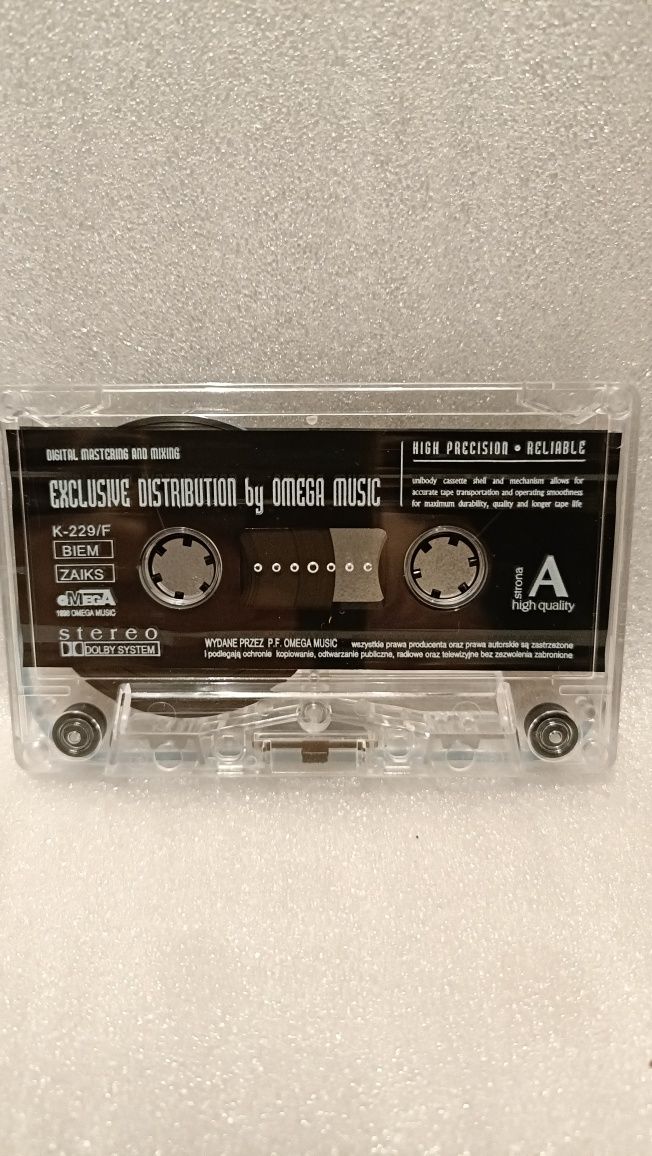 DIGITAL MASTERING AND MIXING
HIGH PRECISION • RELIABLE
EXCLUSIVE DISTRIBUTION by OMEGA MUSIC
unibody cassette shell and mechanism allows for
accurate tape transportation and operating smoothness
for maximum durability, quality and longer tape life
K-229/F
BIEM
ZAIKS
OMEGA
1998 OMEGA MUSIC
stereo
DOLBY SYSTEM
strona
A
high quality
WYDANE PRZEZ P.F. OMEGA MUSIC wszystkie prawa producenta oraz prawa autorskie są zastrzeżone
i podlegają ochronie kopiowanie, odtwarzanie publiczne, radiowe oraz telewizyjne bez zezwolenia zabronione